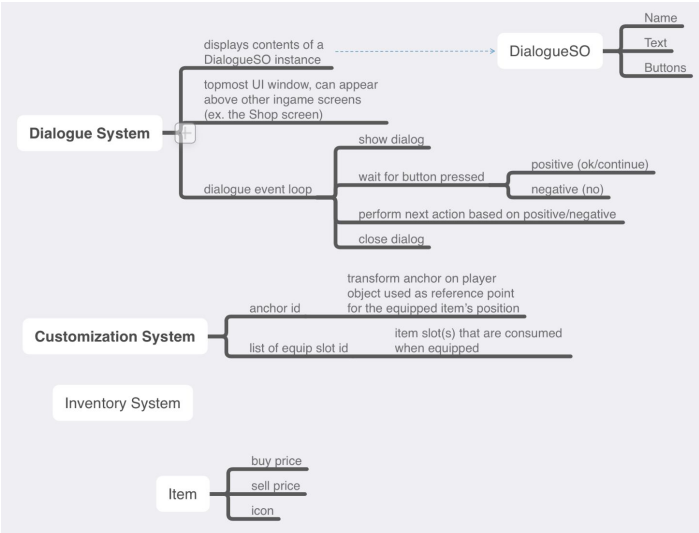 Dialogue System
displays contents of a
DialogueSO instance
DialogueSO
Name
Text
Buttons
topmost UI window, can appear
above other ingame screens
(ex. the Shop screen)
dialogue event loop
show dialog
wait for button pressed
positive (ok/continue)
negative (no)
perform next action based on positive/negative
close dialog
Customization System
anchor id
transform anchor on player
object used as reference point
for the equipped item's position
list of equip slot id
item slot(s) that are consumed
when equipped
Inventory System
Item
buy price
sell price
icon